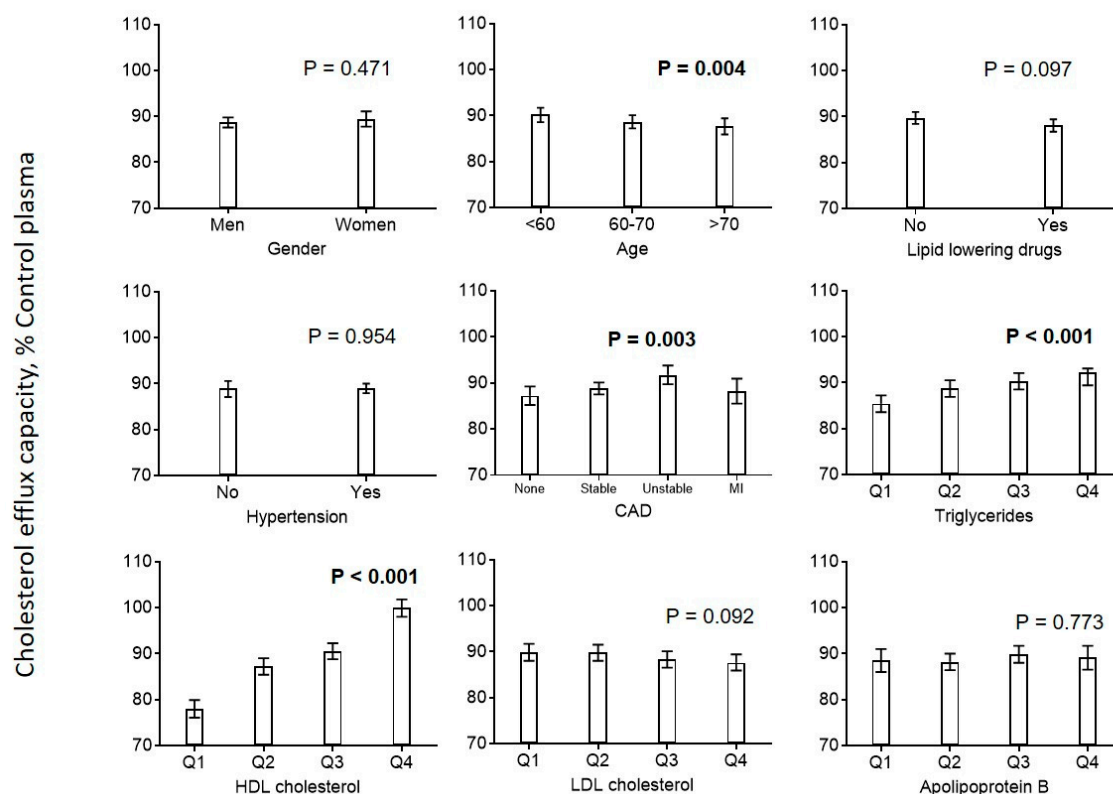 Cholesterol efflux capacity, % Control plasma
110
100
90
80
70
P = 0.471
Men Women
Gender
110
100
90
80
70
P = 0.004
<60 60-70 >70
Age
110
100
90
80
70
P = 0.097
No Yes
Lipid lowering drugs
110
100
90
80
70
P = 0.954
No Yes
Hypertension
110
100
90
80
70
P = 0.003
None Stable Unstable MI
CAD
110
100
90
80
70
P < 0.001
Q1 Q2 Q3 Q4
Triglycerides
110
100
90
80
70
P < 0.001
Q1 Q2 Q3 Q4
HDL cholesterol
110
100
90
80
70
P = 0.092
Q1 Q2 Q3 Q4
LDL cholesterol
110
100
90
80
70
P = 0.773
Q1 Q2 Q3 Q4
Apolipoprotein B